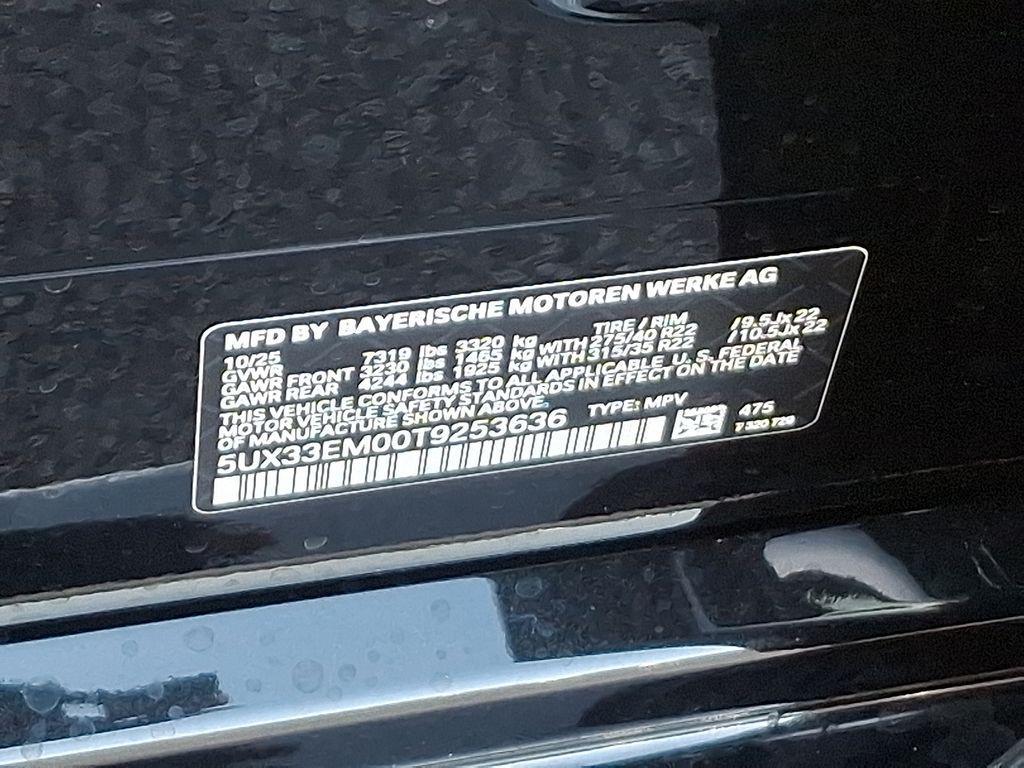 MFD BY BAYERISCHE MOTOREN WERKE AG
10/25 TIRE / RIM
GVWR 7319 lbs 3320 kg
GAWR FRONT 3230 lbs 1465 kg WITH 275/40 R22 /9.5Jx22
GAWR REAR 4244 lbs 1925 kg WITH 315/35 R22 /10.5Jx22
THIS VEHICLE CONFORMS TO ALL APPLICABLE U. S. FEDERAL
MOTOR VEHICLE SAFETY STANDARDS IN EFFECT ON THE DATE
OF MANUFACTURE SHOWN ABOVE.
5UX33EM00T9253636 TYPE: MPV
475